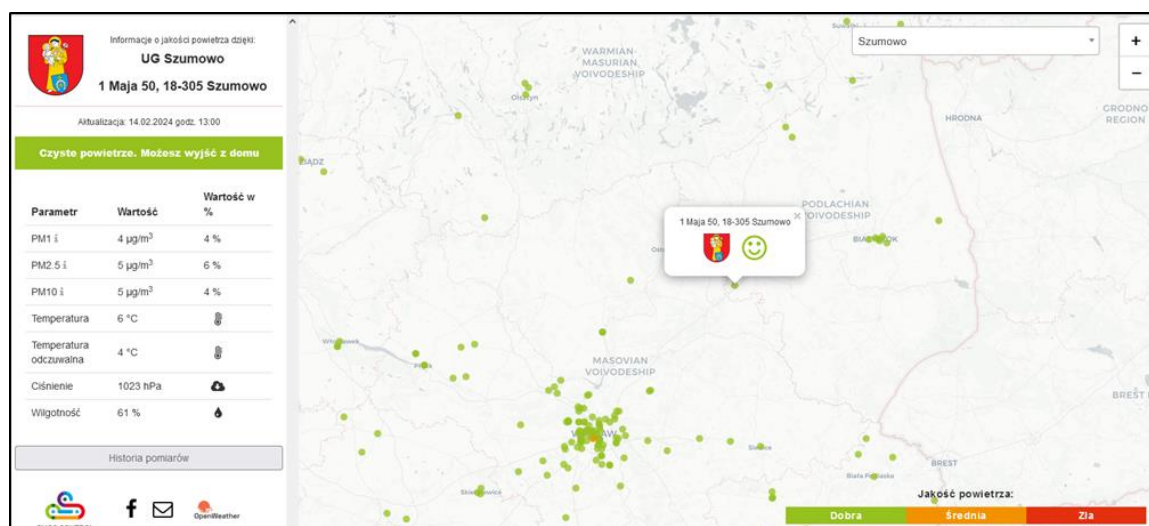 Informacje o jakości powietrza dzięki:
UG Szumowo
1 Maja 50, 18-305 Szumowo
Aktualizacja: 14.02.2024 godz. 13:00
Czyste powietrze. Możesz wyjść z domu
Parametr Wartość Wartość w %
PM1 i 4 µg/m³ 4 %
PM2.5 i 5 µg/m³ 6 %
PM10 i 5 µg/m³ 4 %
Temperatura 6 °C
Temperatura odczuwalna 4 °C
Ciśnienie 1023 hPa
Wilgotność 61 %
Historia pomiarów
OpenWeather
Szumowo
+
−
WARMIAN-
MASURIAN
VOIVODESHIP
Olsztyn
HRODNA
GRODNO
REGION
PODLACHIAN
VOIVODESHIP
1 Maja 50, 18-305 Szumowo
×
MASOVIAN
VOIVODESHIP
Siedlce
Biała Podlaska
BREST
Jakość powietrza:
Dobra Średnia Zła